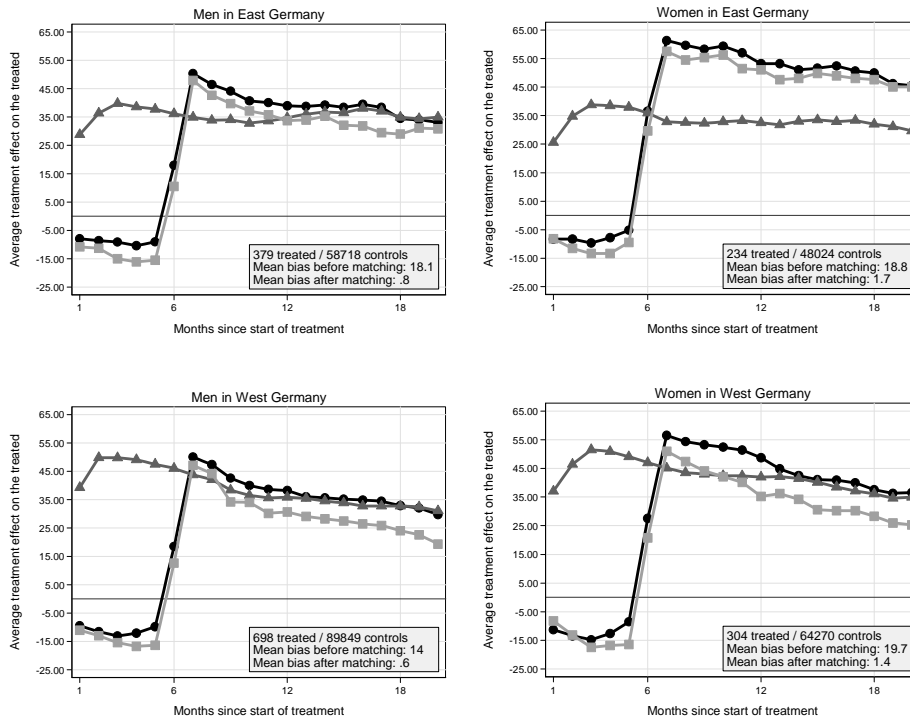 Men in East Germany
Average treatment effect on the treated
65.00
55.00
45.00
35.00
25.00
15.00
5.00
-5.00
-15.00
-25.00
379 treated / 58718 controls
Mean bias before matching: 18.1
Mean bias after matching: .8
1
6
12
18
Months since start of treatment
Women in East Germany
Average treatment effect on the treated
65.00
55.00
45.00
35.00
25.00
15.00
5.00
-5.00
-15.00
-25.00
234 treated / 48024 controls
Mean bias before matching: 18.8
Mean bias after matching: 1.7
1
6
12
18
Months since start of treatment
Men in West Germany
Average treatment effect on the treated
65.00
55.00
45.00
35.00
25.00
15.00
5.00
-5.00
-15.00
-25.00
698 treated / 89849 controls
Mean bias before matching: 14
Mean bias after matching: .6
1
6
12
18
Months since start of treatment
Women in West Germany
Average treatment effect on the treated
65.00
55.00
45.00
35.00
25.00
15.00
5.00
-5.00
-15.00
-25.00
304 treated / 64270 controls
Mean bias before matching: 19.7
Mean bias after matching: 1.4
1
6
12
18
Months since start of treatment